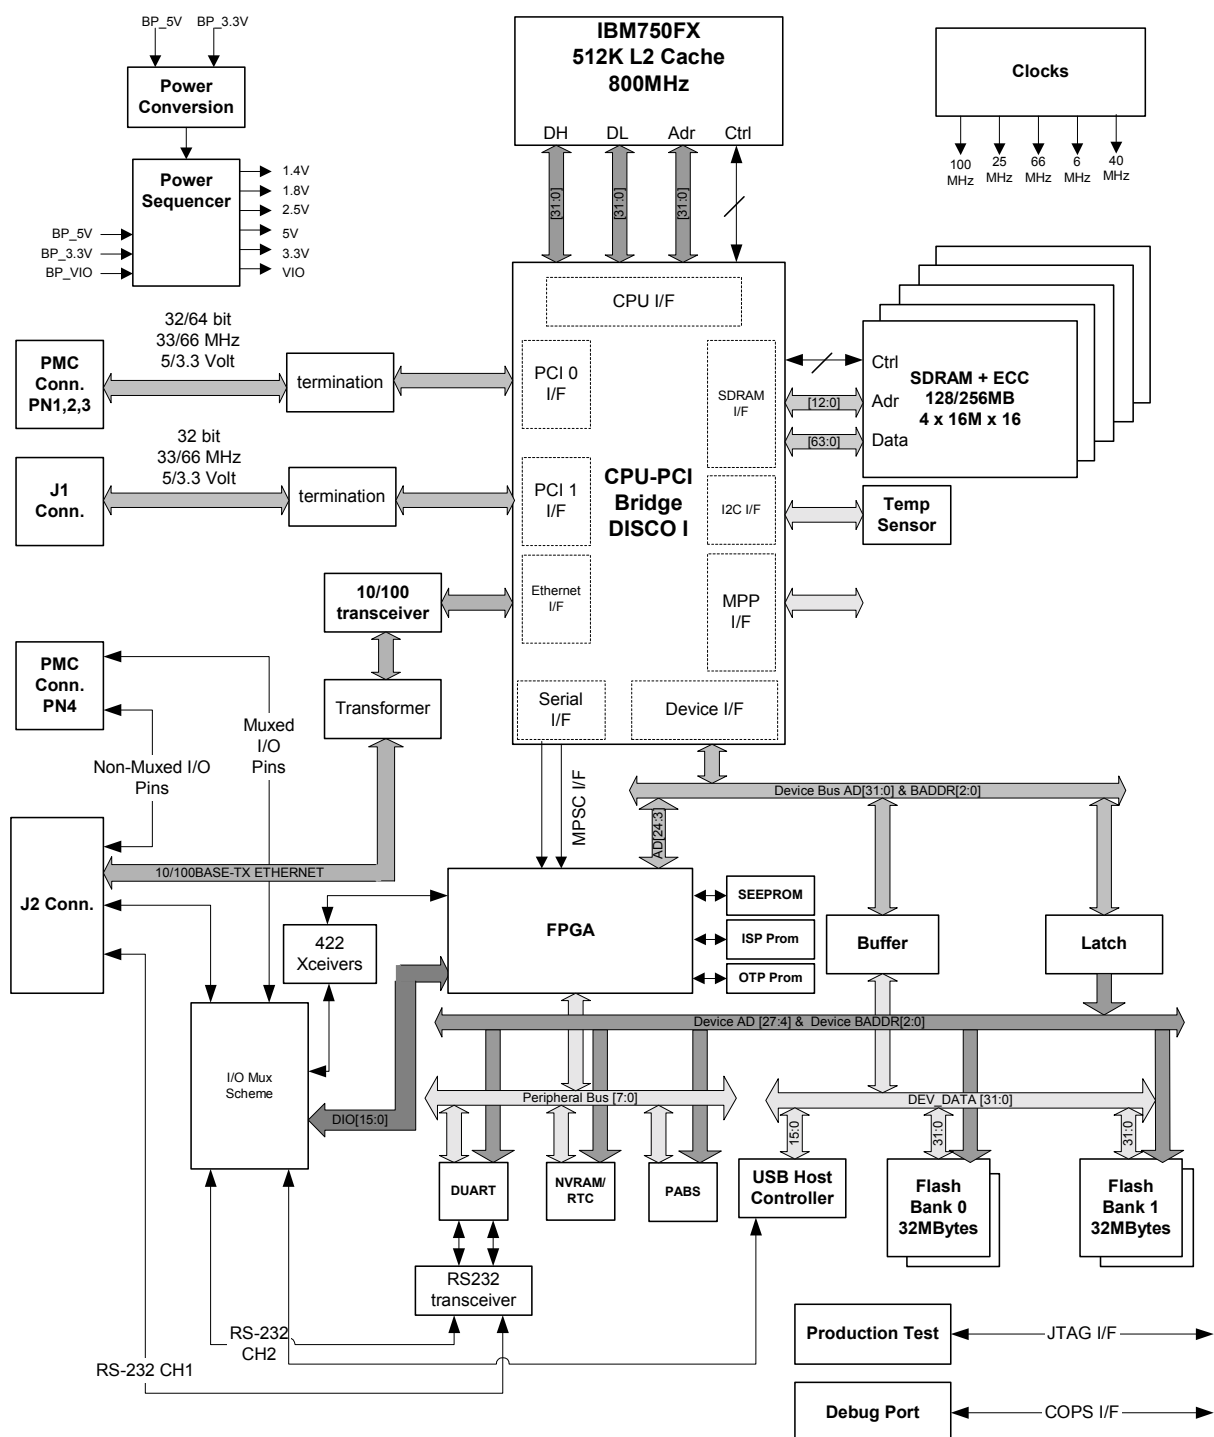 BP_5V
BP_3.3V
Power
Conversion
Power
Sequencer
BP_5V
BP_3.3V
BP_VIO
1.4V
1.8V
2.5V
5V
3.3V
VIO
IBM750FX
512K L2 Cache
800MHz
DH
DL
Adr
Ctrl
[31:0]
[31:0]
[31:0]
Clocks
100
MHz
25
MHz
66
MHz
6
MHz
40
MHz
CPU I/F
PMC
Conn.
PN1,2,3
32/64 bit
33/66 MHz
5/3.3 Volt
termination
PCI 0
I/F
SDRAM
I/F
[12:0]
[63:0]
Ctrl
Adr
Data
SDRAM + ECC
128/256MB
4 x 16M x 16
J1
Conn.
32 bit
33/66 MHz
5/3.3 Volt
termination
PCI 1
I/F
CPU-PCI
Bridge
DISCO I
I2C I/F
Temp
Sensor
10/100
transceiver
Ethernet
I/F
MPP
I/F
PMC
Conn.
PN4
Transformer
Serial
I/F
Device I/F
Muxed
I/O
Pins
Non-Muxed I/O
Pins
MPSC I/F
Device Bus AD[31:0] & BADDR[2:0]
AD[24:3]
J2 Conn.
10/100BASE-TX ETHERNET
422
Xceivers
FPGA
SEEPROM
ISP Prom
OTP Prom
Buffer
Latch
Device AD [27:4] & Device BADDR[2:0]
I/O Mux
Scheme
DIO[15:0]
Peripheral Bus [7:0]
DEV_DATA [31:0]
15:0
31:0
31:0
DUART
NVRAM/
RTC
PABS
USB Host
Controller
Flash
Bank 0
32MBytes
Flash
Bank 1
32MBytes
RS232
transceiver
RS-232
CH2
RS-232 CH1
Production Test
JTAG I/F
Debug Port
COPS I/F